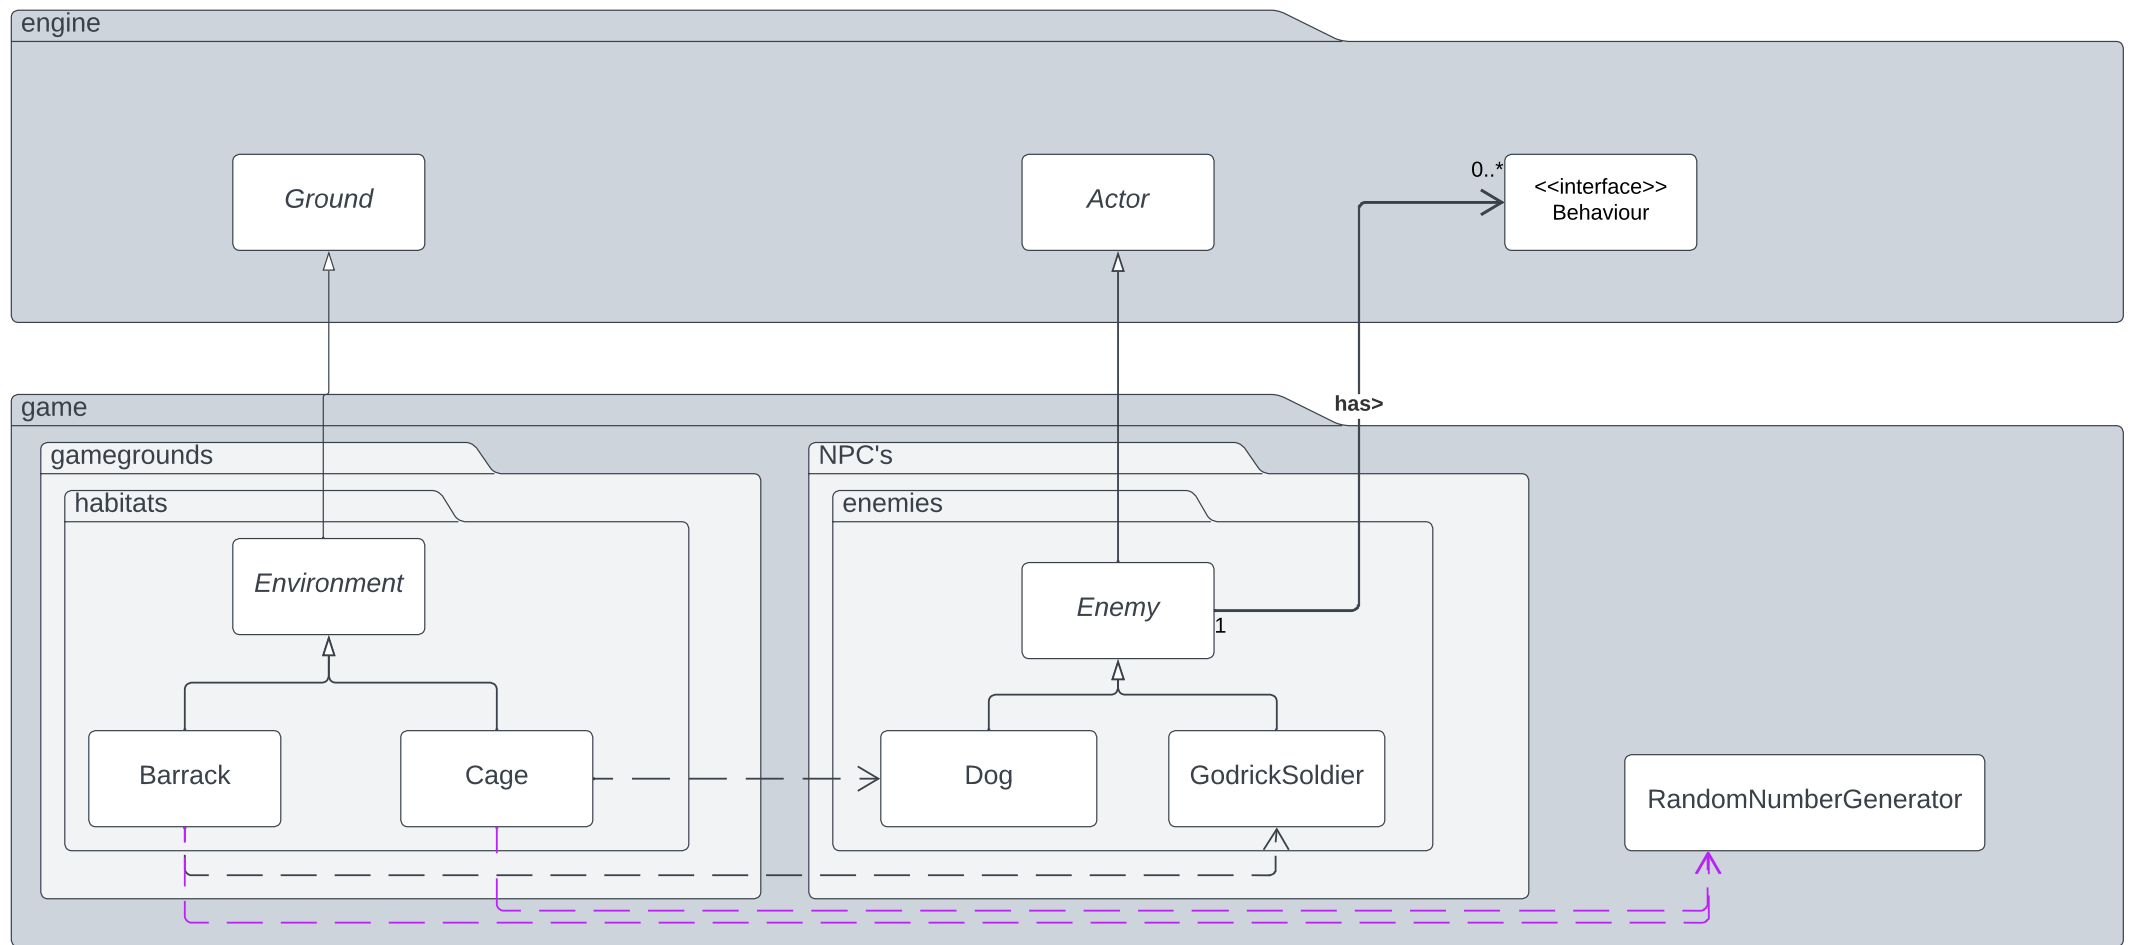 engine
Ground
Actor
0..*
<<interface>>
Behaviour
has>
game
gamegrounds
NPC's
habitats
enemies
Environment
Enemy
1
Barrack
Cage
Dog
GodrickSoldier
RandomNumberGenerator